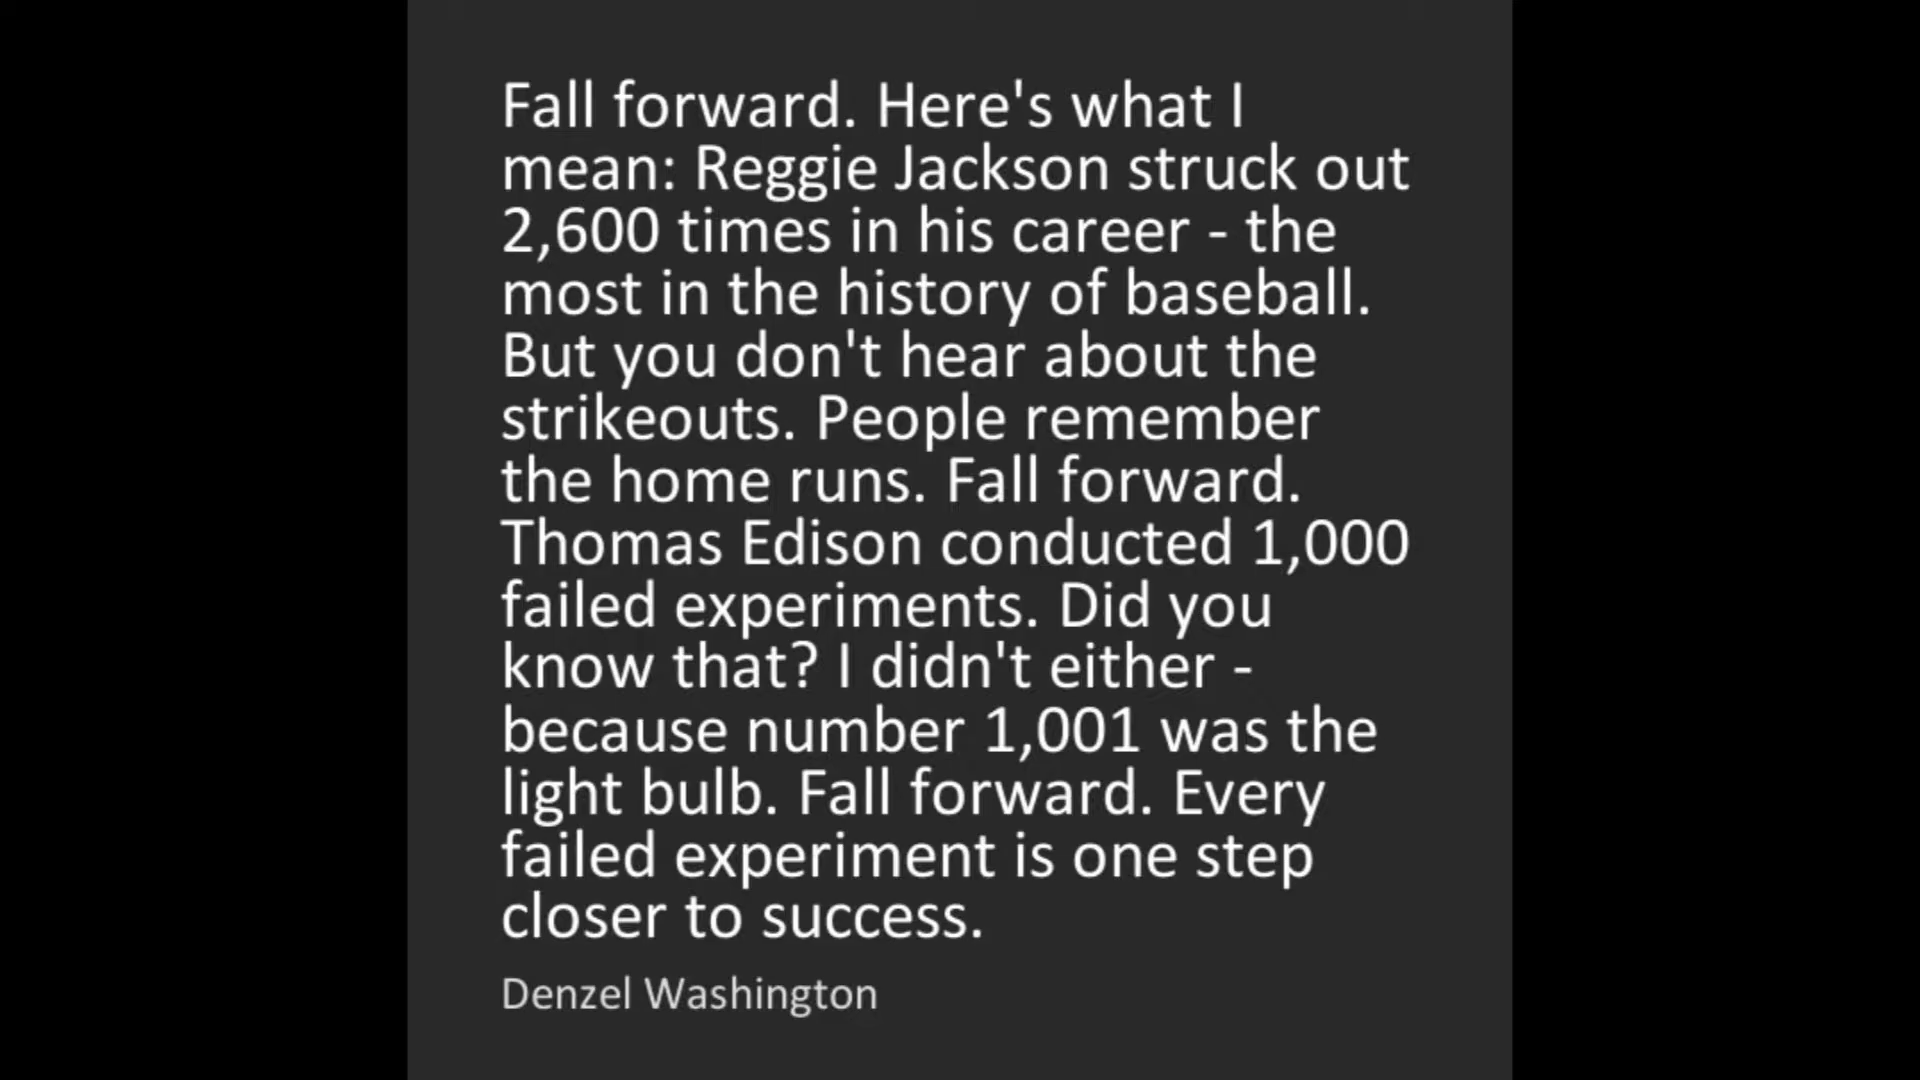 Fall forward. Here's what I
mean: Reggie Jackson struck out
2,600 times in his career - the
most in the history of baseball.
But you don't hear about the
strikeouts. People remember
the home runs. Fall forward.
Thomas Edison conducted 1,000
failed experiments. Did you
know that? I didn't either -
because number 1,001 was the
light bulb. Fall forward. Every
failed experiment is one step
closer to success.
Denzel Washington